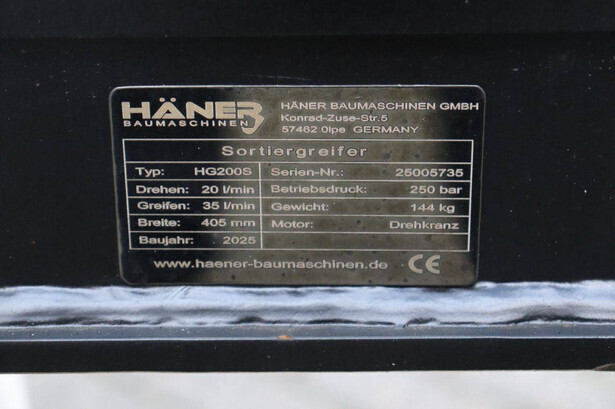 HÄNER
BAUMASCHINEN
HÄNER BAUMASCHINEN GMBH
Konrad-Zuse-Str.5
57462 Olpe GERMANY
Sortiergreifer
Typ: HG200S Serien-Nr.: 25005735
Drehen: 20 l/min Betriebsdruck: 250 bar
Greifen: 35 l/min Gewicht: 144 kg
Breite: 405 mm Motor: Drehkranz
Baujahr: 2025
www.haener-baumaschinen.de CE